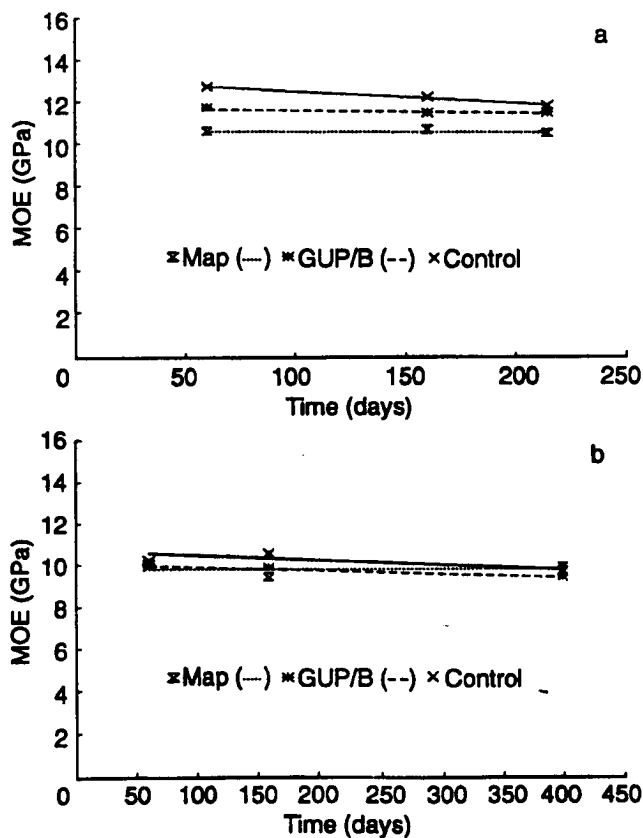 a
16
14
12
10
8
6
4
2
0
MOE (GPa)
Map (----) GUP/B (--) × Control
50 100 150 200 250
Time (days)
b
16
14
12
10
8
6
4
2
0
MOE (GPa)
Map (----) GUP/B (--) × Control
50 100 150 200 250 300 350 400 450
Time (days)